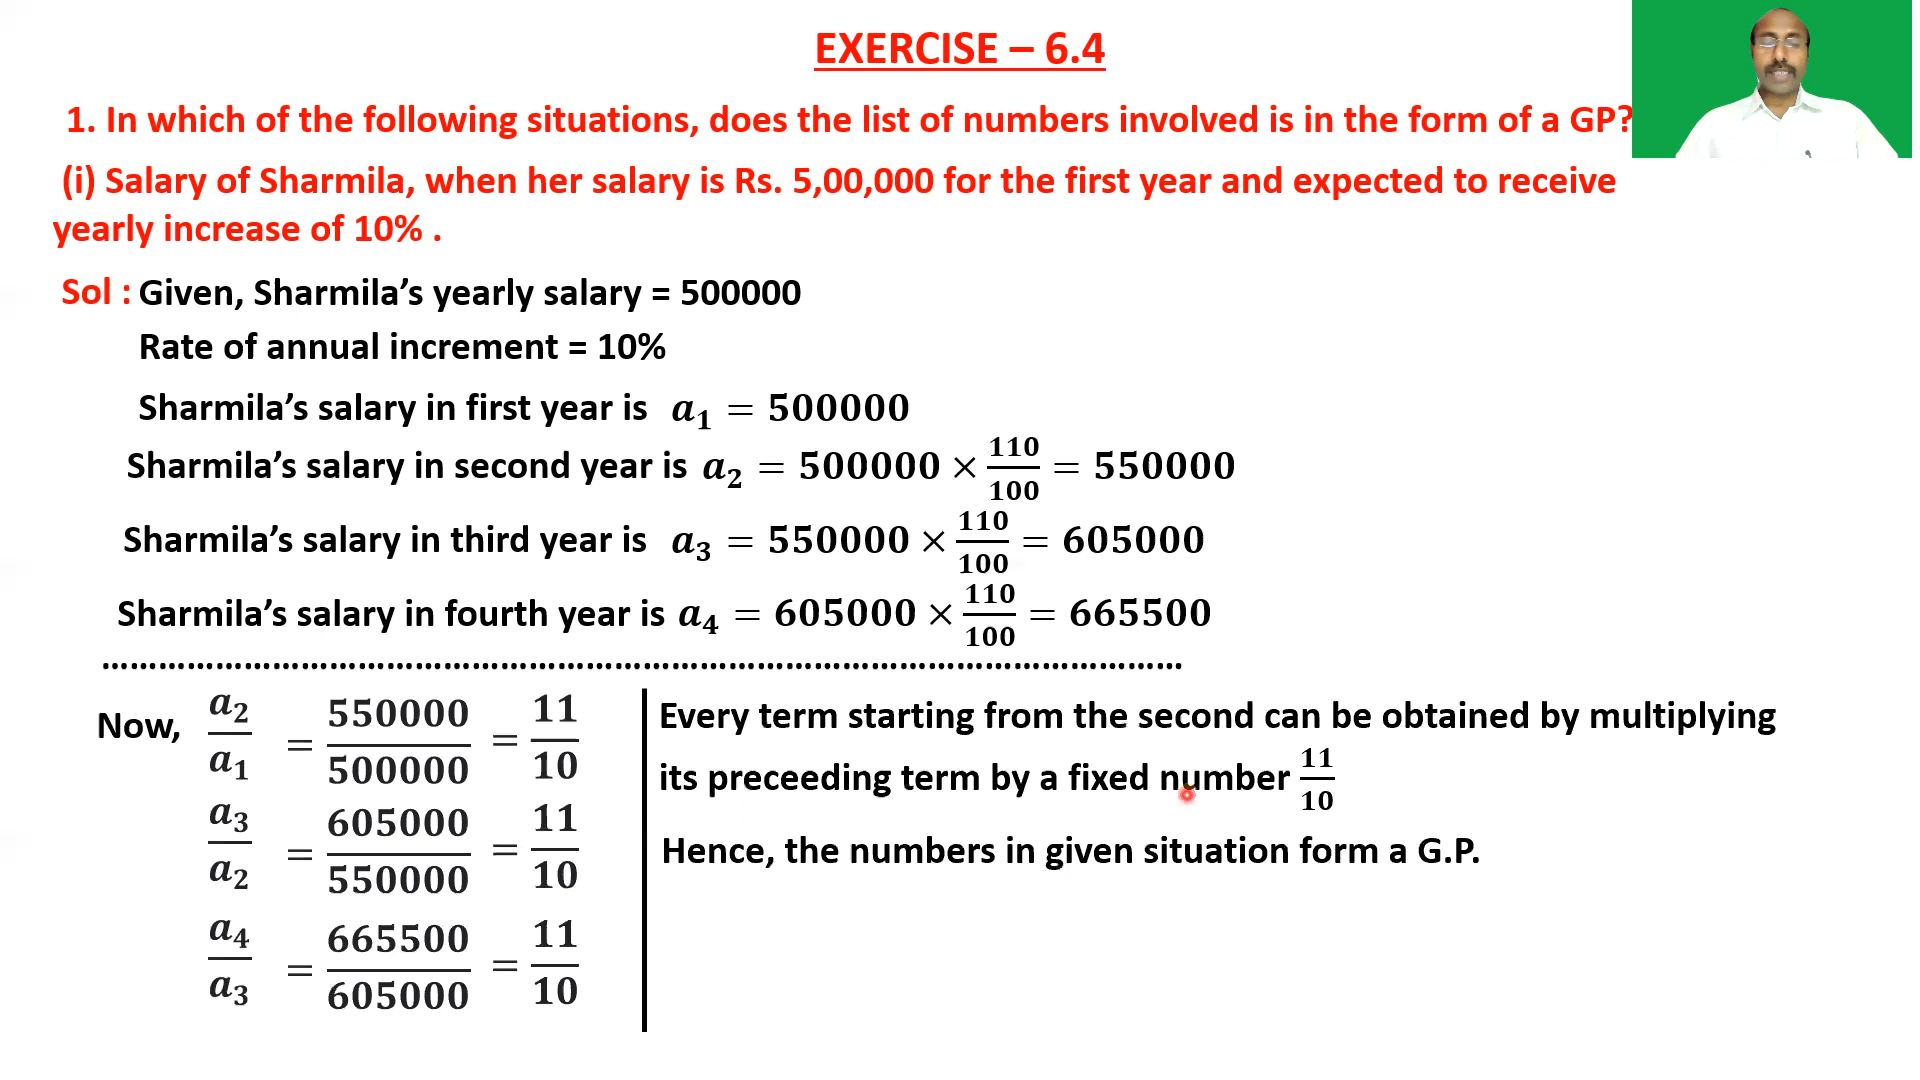 EXERCISE – 6.4
1. In which of the following situations, does the list of numbers involved is in the form of a GP?
(i) Salary of Sharmila, when her salary is Rs. 5,00,000 for the first year and expected to receive
yearly increase of 10% .
Sol : Given, Sharmila’s yearly salary = 500000
Rate of annual increment = 10%
Sharmila’s salary in first year is a₁ = 500000
Sharmila’s salary in second year is a₂ = 500000 × 110/100 = 550000
Sharmila’s salary in third year is a₃ = 550000 × 110/100 = 605000
Sharmila’s salary in fourth year is a₄ = 605000 × 110/100 = 665500
………………………………………………………………………………………………………
Now, a₂/a₁ = 550000/500000 = 11/10
a₃/a₂ = 605000/550000 = 11/10
a₄/a₃ = 665500/605000 = 11/10
Every term starting from the second can be obtained by multiplying
its preceeding term by a fixed number 11/10
Hence, the numbers in given situation form a G.P.